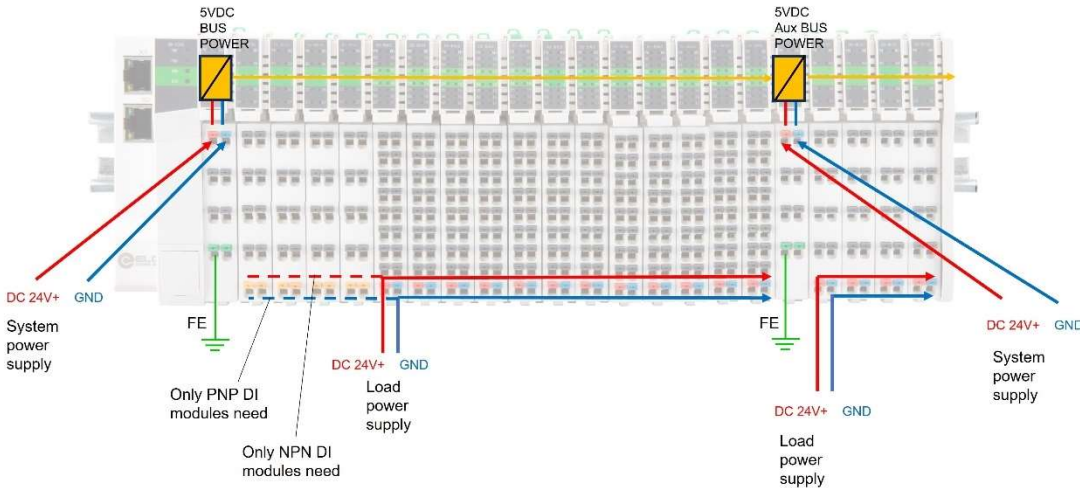 5VDC
BUS
POWER
5VDC
Aux BUS
POWER
DC 24V+ GND
System
power
supply
FE
Only PNP DI
modules need
Only NPN DI
modules need
DC 24V+ GND
Load
power
supply
FE
DC 24V+ GND
Load
power
supply
DC 24V+ GND
System
power
supply